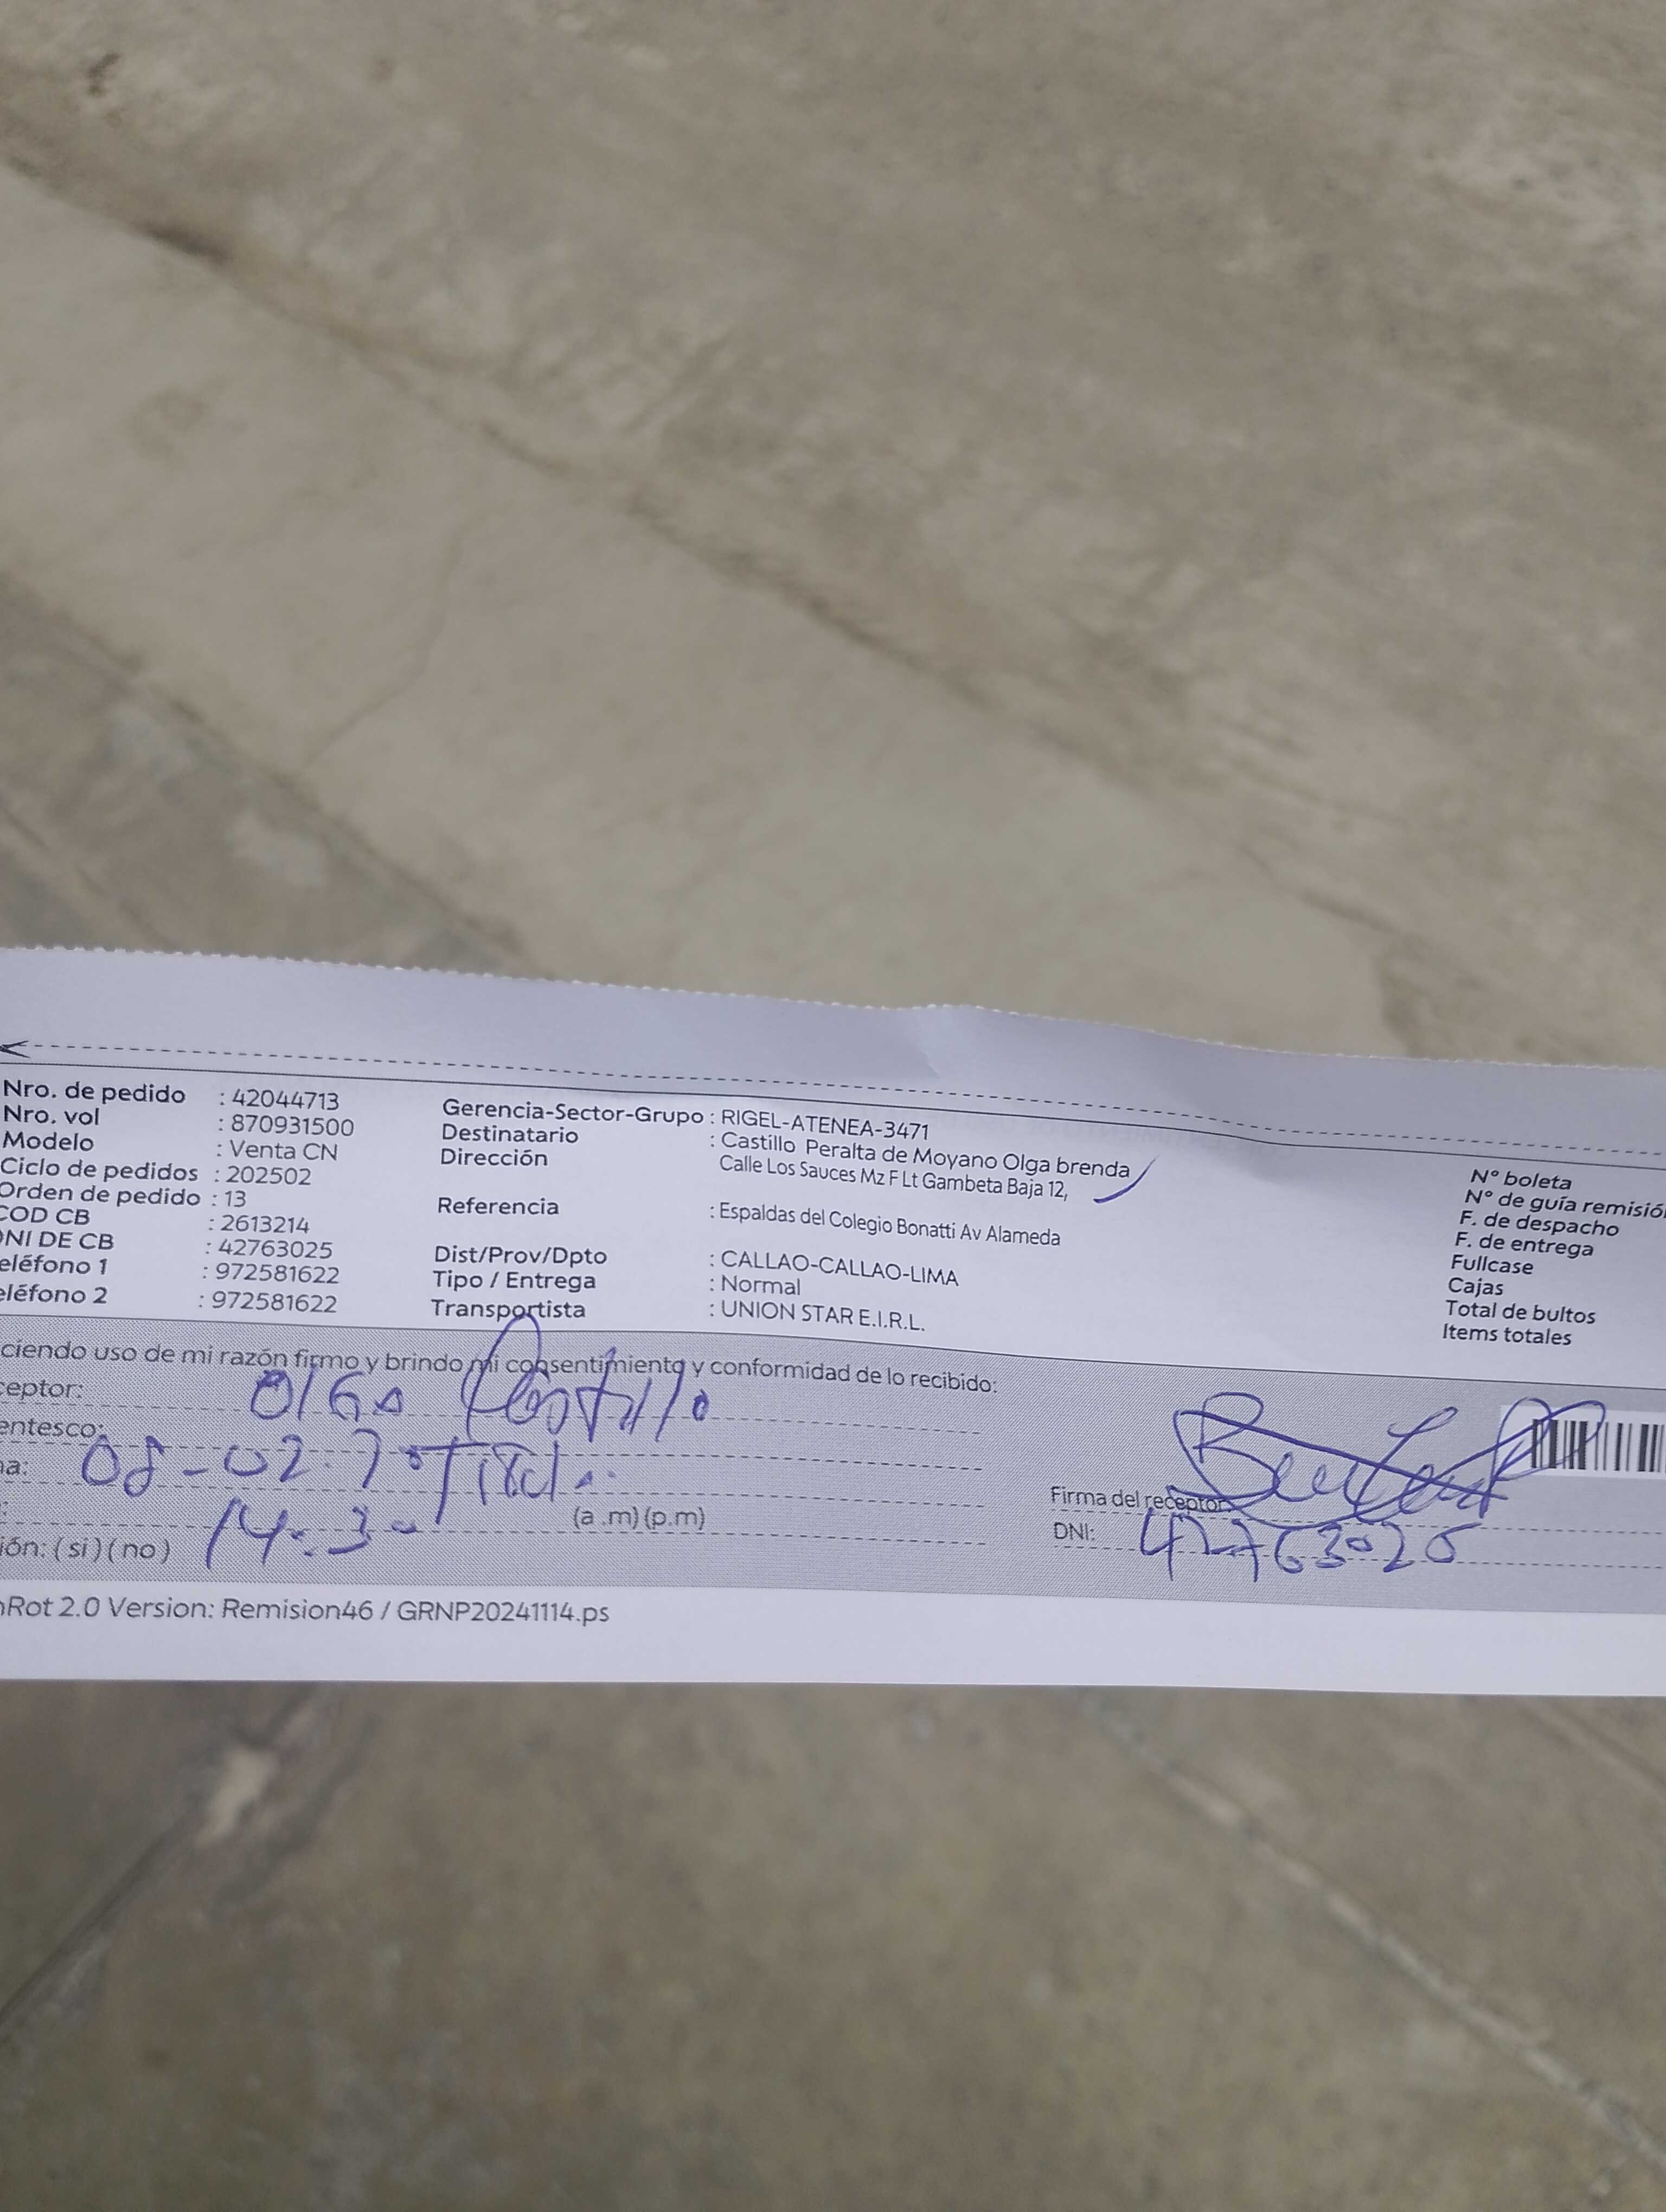 Nro. de pedido : 42044713
Nro. vol : 870931500
Modelo : Venta CN
Ciclo de pedidos : 202502
Orden de pedido : 13
COD CB : 2613214
DNI DE CB : 42763025
eléfono 1 : 972581622
eléfono 2 : 972581622
Gerencia-Sector-Grupo : RIGEL-ATENEA-3471
Destinatario : Castillo Peralta de Moyano Olga brenda
Dirección Calle Los Sauces Mz F Lt Gambeta Baja 12,
Referencia : Espaldas del Colegio Bonatti Av Alameda
Dist/Prov/Dpto : CALLAO-CALLAO-LIMA
Tipo / Entrega : Normal
Transportista : UNION STAR E.I.R.L.
N° boleta
N° de guía remisión
F. de despacho
F. de entrega
Fullcase
Cajas
Total de bultos
Items totales
ciendo uso de mi razón firmo y brindo mi consentimiento y conformidad de lo recibido:
ceptor: Olga Castillo
entesco: Titular
ha: 08-02
: 14:30 (a .m) (p.m)
ión: ( si ) ( no )
Firma del receptor
DNI: 42763025
Rot 2.0 Version: Remision46 / GRNP20241114.ps